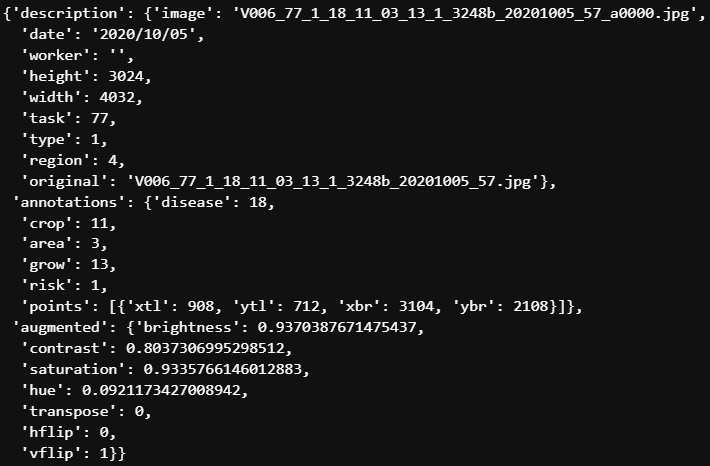 {'description': {'image': 'V006_77_1_18_11_03_13_1_3248b_20201005_57_a0000.jpg',
'date': '2020/10/05',
'worker': '',
'height': 3024,
'width': 4032,
'task': 77,
'type': 1,
'region': 4,
'original': 'V006_77_1_18_11_03_13_1_3248b_20201005_57.jpg'},
'annotations': {'disease': 18,
'crop': 11,
'area': 3,
'grow': 13,
'risk': 1,
'points': [{'xtl': 908, 'ytl': 712, 'xbr': 3104, 'ybr': 2108}]},
'augmented': {'brightness': 0.9370387671475437,
'contrast': 0.8037306995298512,
'saturation': 0.9335766146012883,
'hue': 0.0921173427008942,
'transpose': 0,
'hflip': 0,
'vflip': 1}}